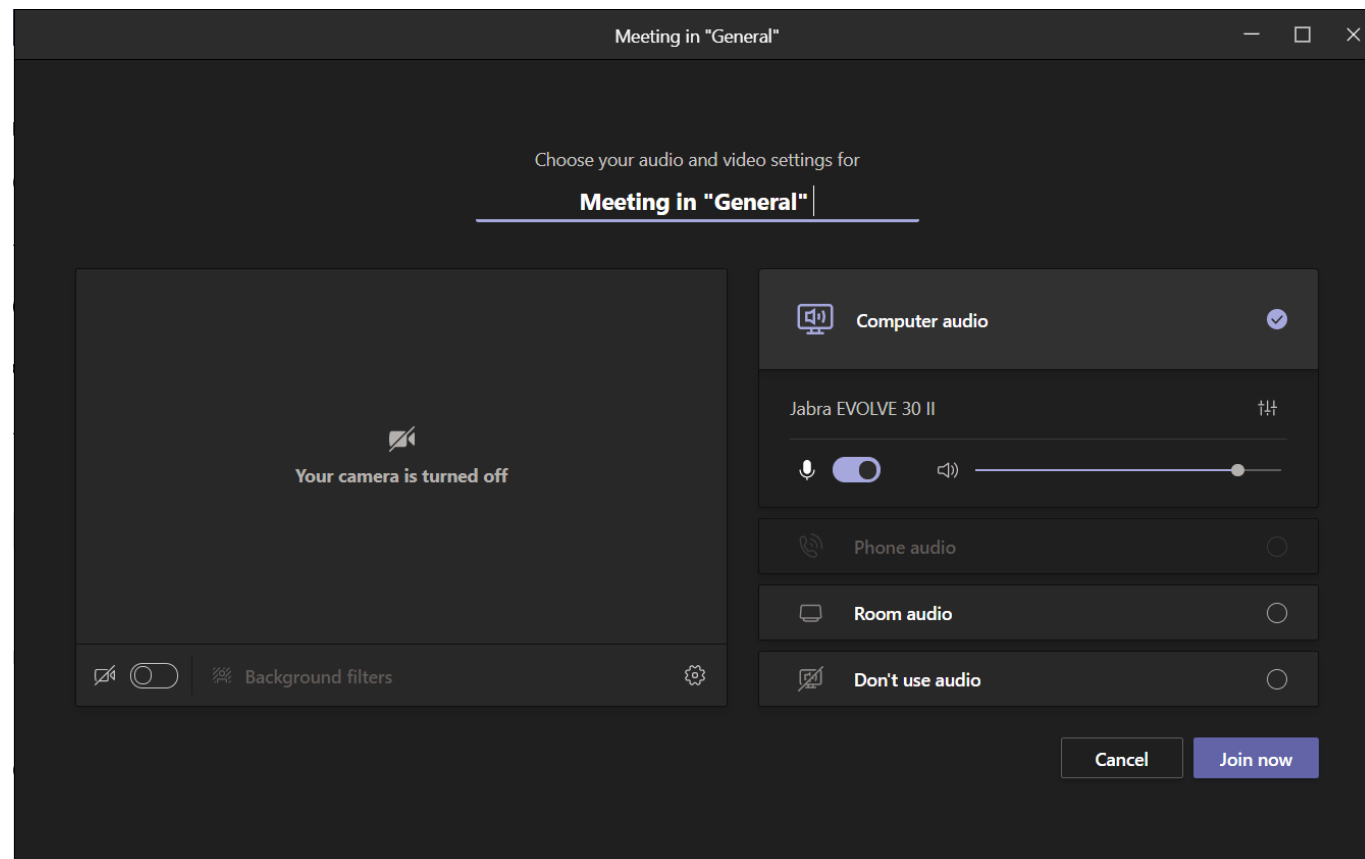 Meeting in "General"
Choose your audio and video settings for
Meeting in "General"
Computer audio
Jabra EVOLVE 30 II
Your camera is turned off
Phone audio
Room audio
Background filters
Don't use audio
Cancel
Join now